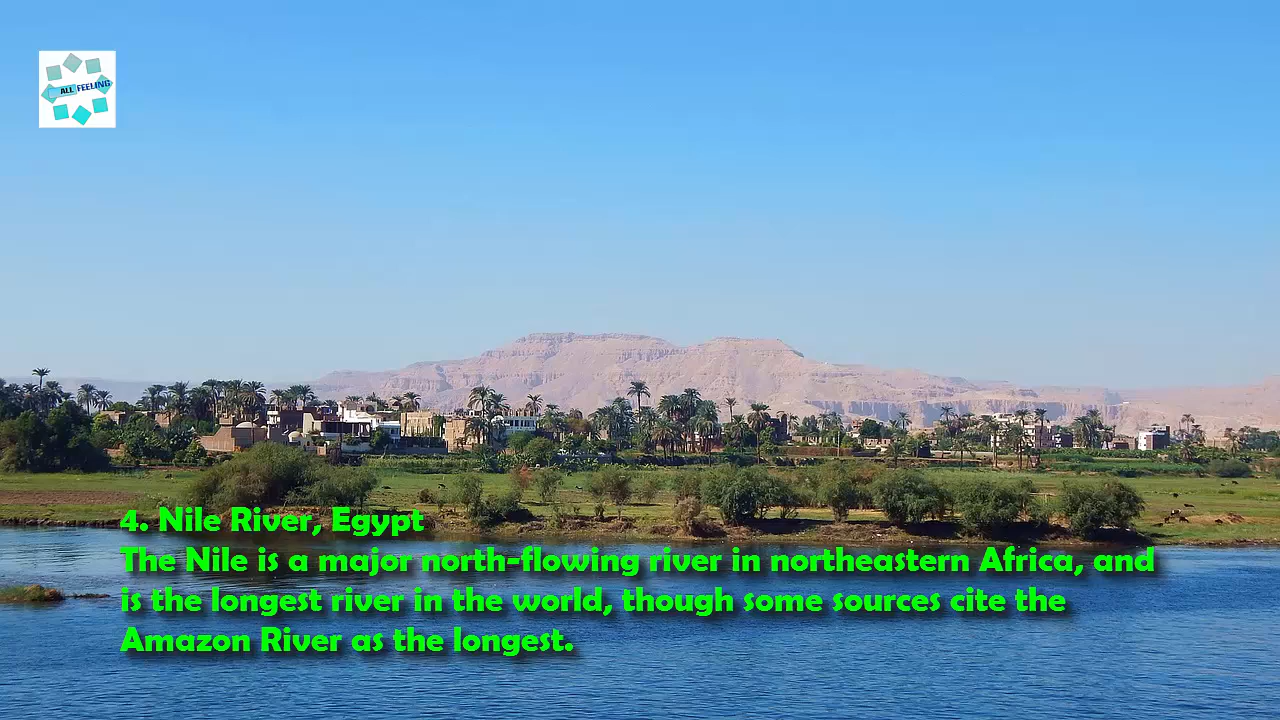 ALL FEELING
4. Nile River, Egypt
The Nile is a major north-flowing river in northeastern Africa, and
is the longest river in the world, though some sources cite the
Amazon River as the longest.